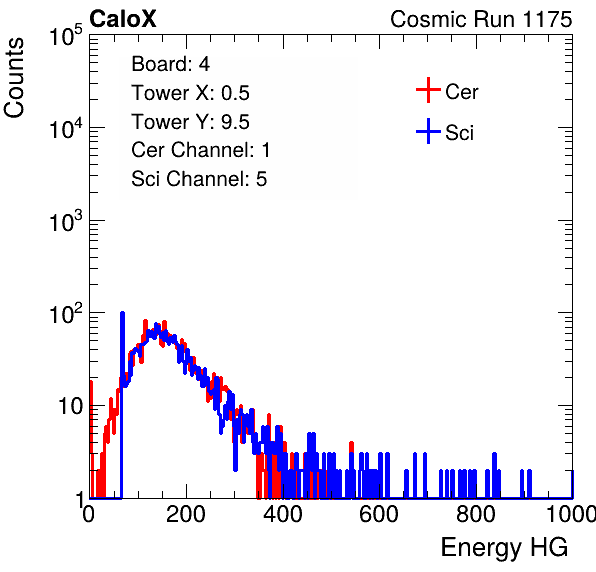 CaloX Cosmic Run 1175
Board: 4
Tower X: 0.5
Tower Y: 9.5
Cer Channel: 1
Sci Channel: 5
Cer
Sci
Counts
10^5
10^4
10^3
10^2
10
1
0 200 400 600 800 1000
Energy HG